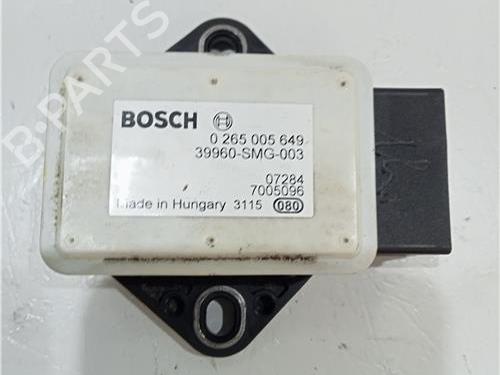 BOSCH
0 265 005 649
39960-SMG-003
07284
7005096
Made in Hungary 3115 080
B-PARTS